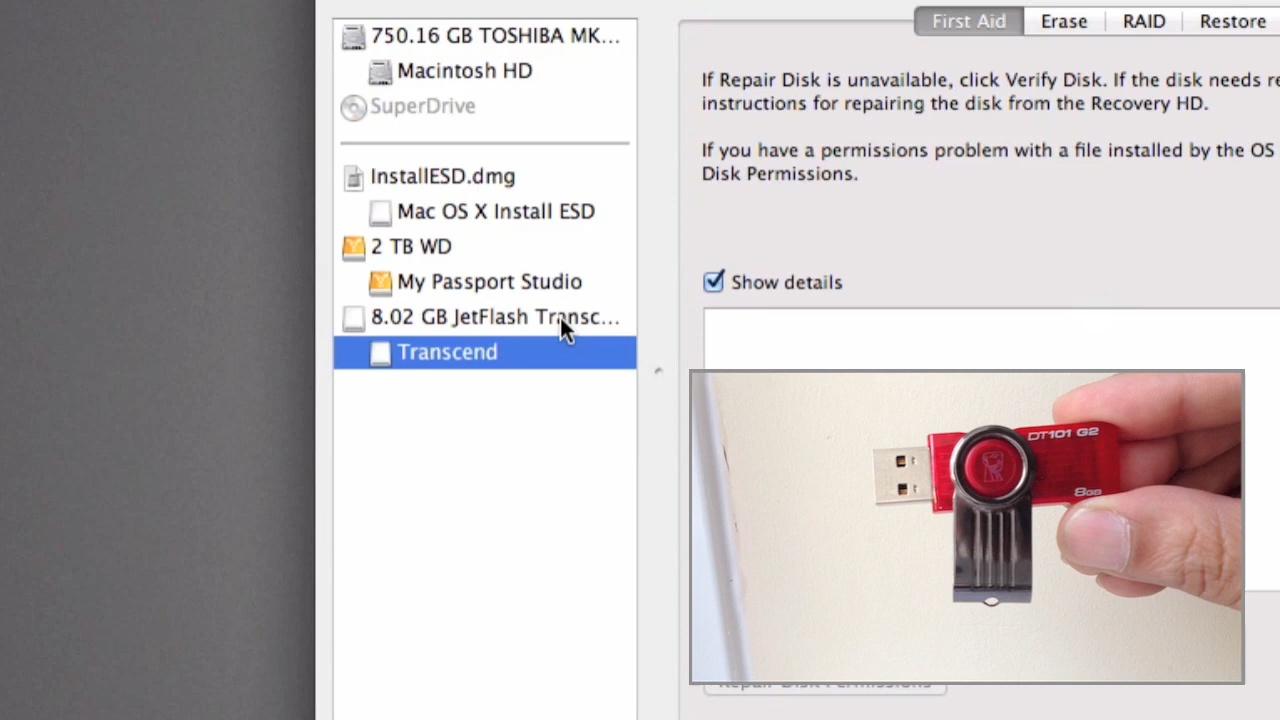 750.16 GB TOSHIBA MK...
Macintosh HD
SuperDrive
InstallESD.dmg
Mac OS X Install ESD
2 TB WD
My Passport Studio
8.02 GB JetFlash Transc...
Transcend
First Aid
Erase
RAID
Restore
If Repair Disk is unavailable, click Verify Disk. If the disk needs re
instructions for repairing the disk from the Recovery HD.
If you have a permissions problem with a file installed by the OS
Disk Permissions.
Show details
DT101 G2
8GB
Repair Disk Permissions